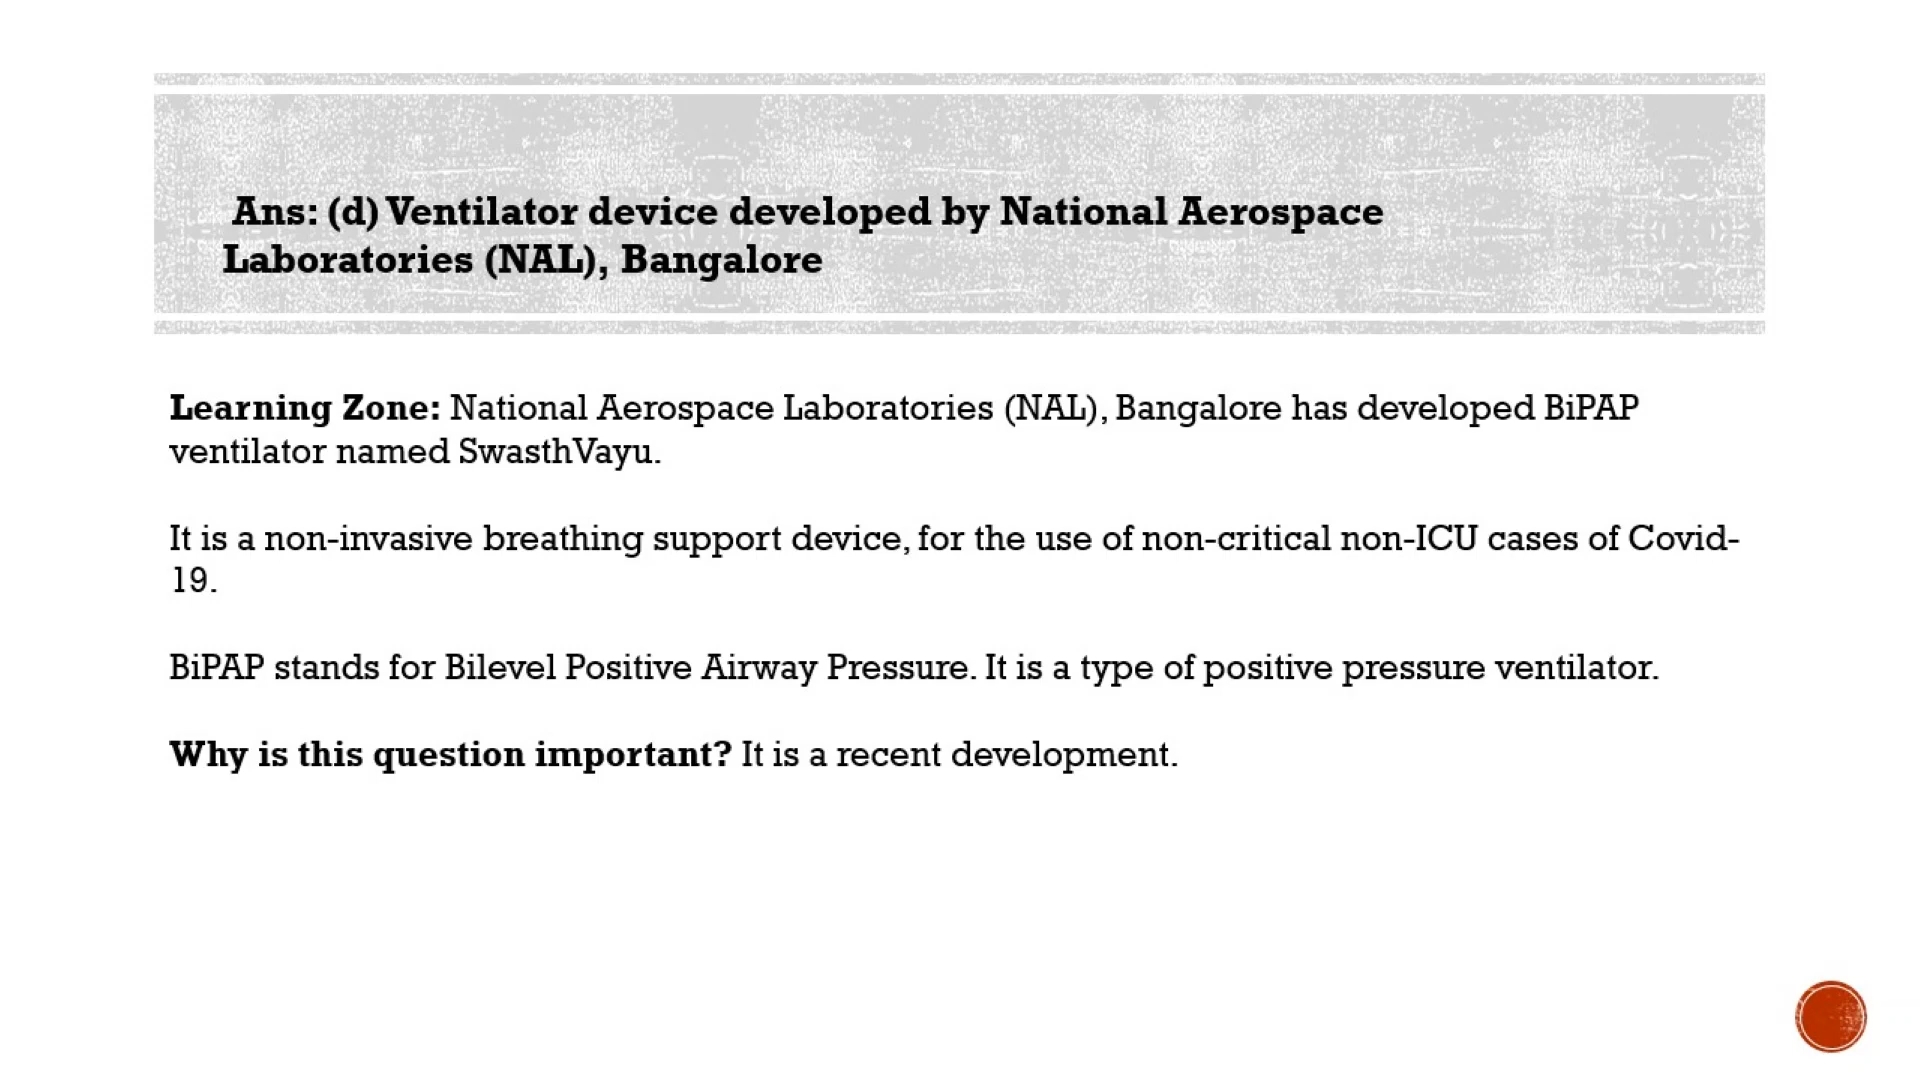 Ans: (d) Ventilator device developed by National Aerospace
Laboratories (NAL), Bangalore
Learning Zone: National Aerospace Laboratories (NAL), Bangalore has developed BiPAP
ventilator named SwasthVayu.
It is a non-invasive breathing support device, for the use of non-critical non-ICU cases of Covid-
19.
BiPAP stands for Bilevel Positive Airway Pressure. It is a type of positive pressure ventilator.
Why is this question important? It is a recent development.